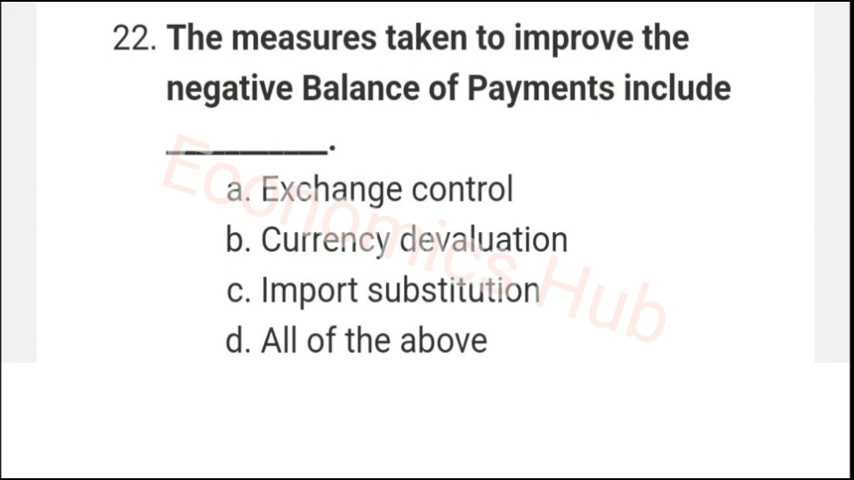 22. The measures taken to improve the
negative Balance of Payments include
__________.
a. Exchange control
b. Currency devaluation
c. Import substitution
d. All of the above
Economics Hub